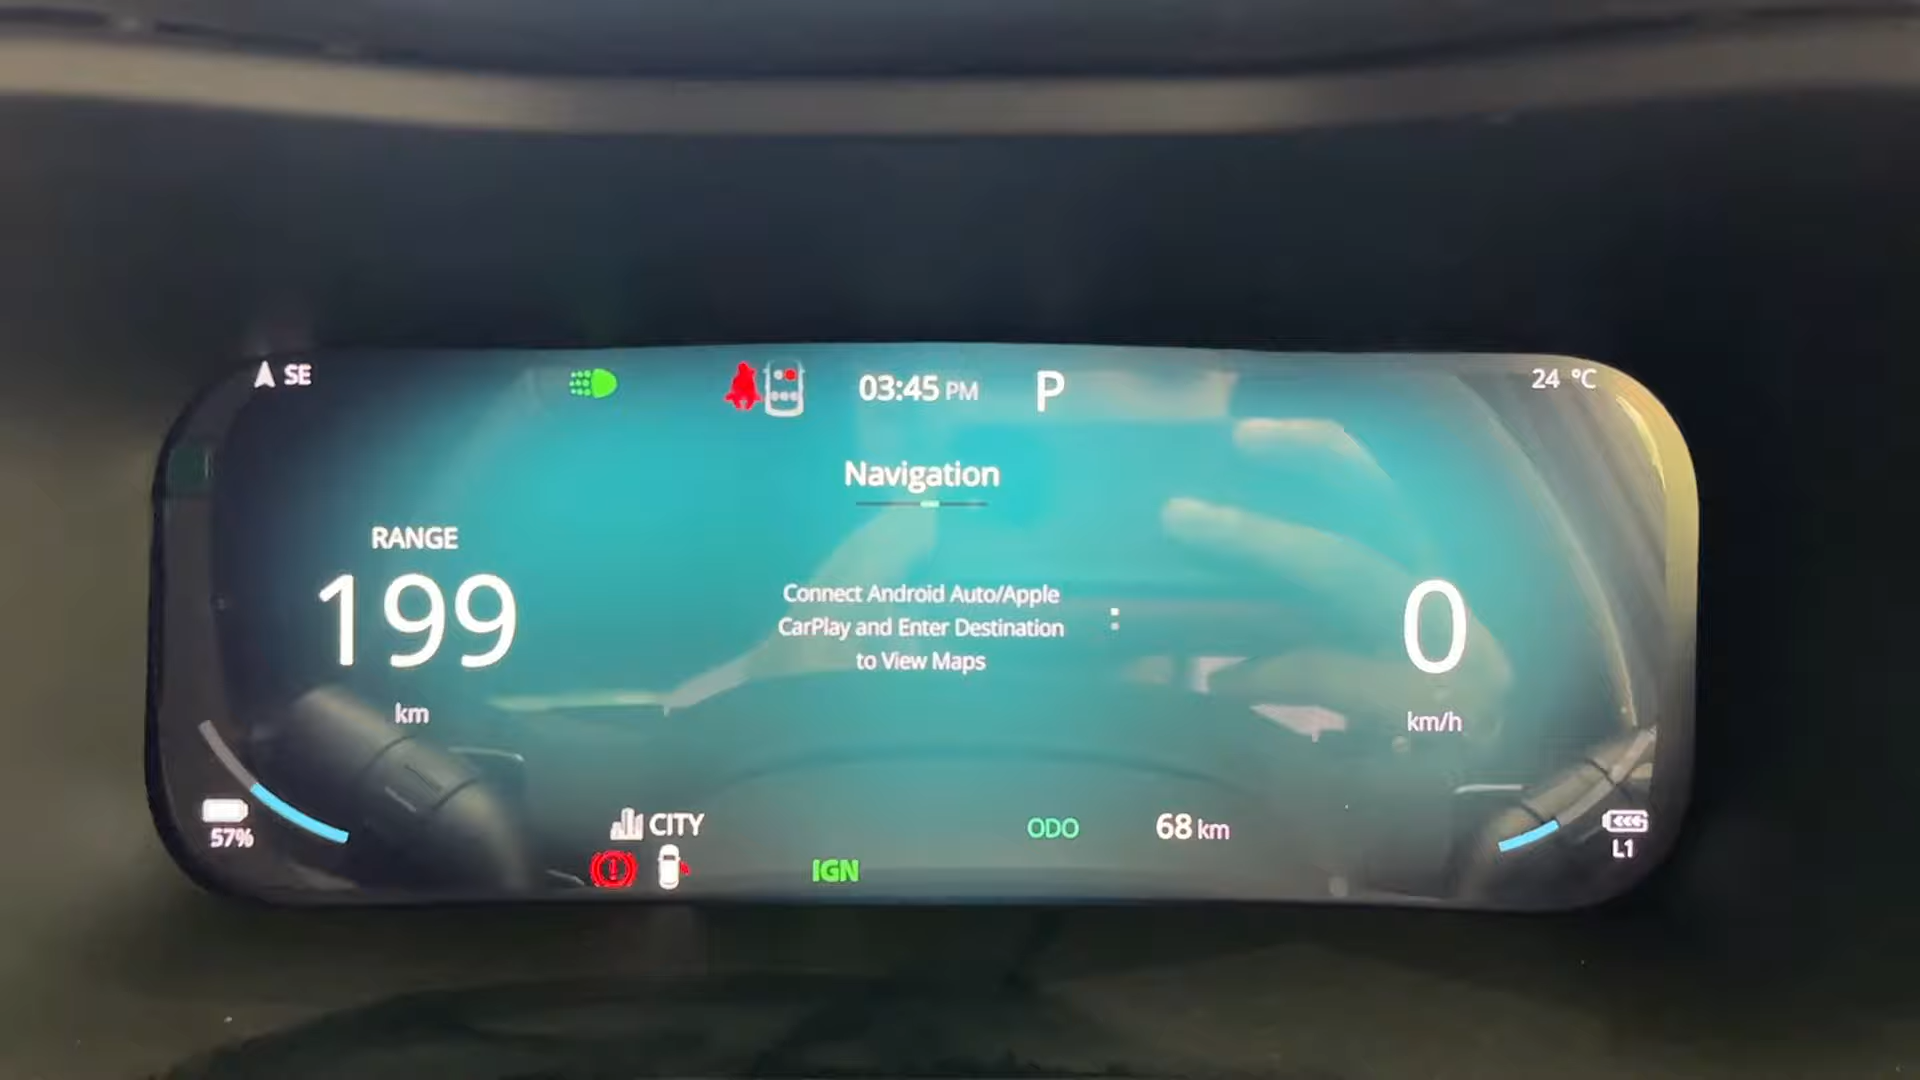 SE
03:45 PM
P
24 °C
Navigation
RANGE
199
km
Connect Android Auto/Apple
CarPlay and Enter Destination
to View Maps
0
km/h
57%
CITY
ODO
68 km
L1
IGN